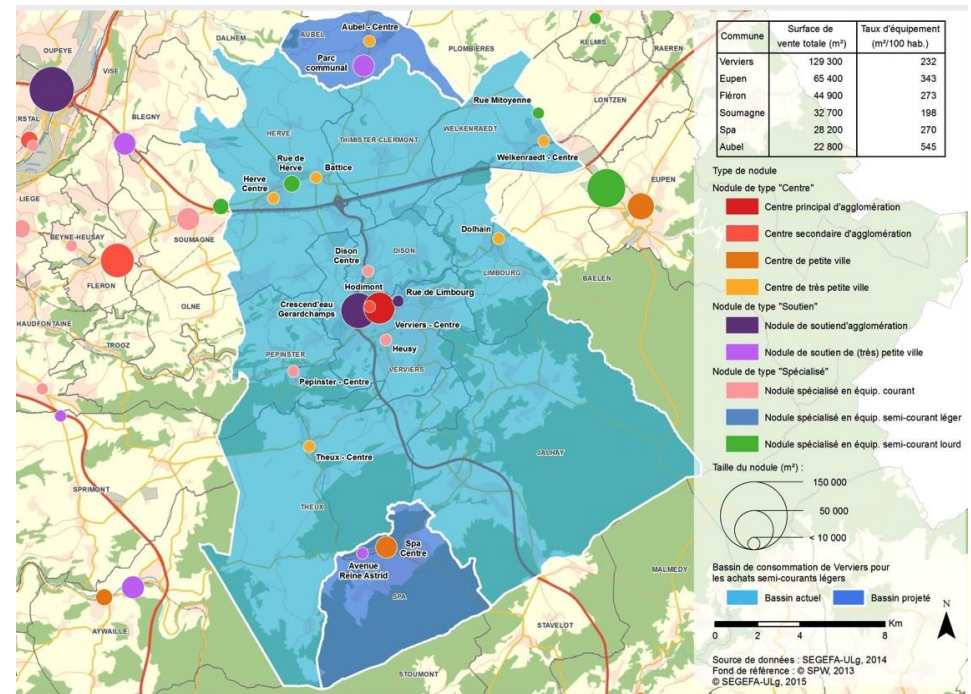 DALHEM
AUBEL
Aubel - Centre
KELMIS
OUPEYE
VISE
Parc
communal
PLOMBIÈRES
RAEREN
BLEGNY
Rue Mitoyenne
LONTZEN
HERVE
THIMISTER-CLERMONT
WELKENRAEDT
ERSTAL
Rue de
Herve
Battice
Welkenraedt - Centre
Herve
Centre
EUPEN
LIEGE
BEYNE-HEUSAY
SOUMAGNE
Dolhain
Dison
Centre
DISON
LIMBOURG
BAELEN
FLERON
OLNE
Hodimont
Rue de Limbourg
Crescend'eau
Gerardchamps
Verviers - Centre
HAUDFONTAINE
TROOZ
Heusy
PEPINSTER
VERVIERS
Pepinster - Centre
Theux - Centre
JALHAY
SPRIMONT
THEUX
Spa
Centre
Avenue
Reine Astrid
SPA
MALMEDY
AYWAILLE
STAVELOT
STOUMONT
Commune Surface de vente totale (m²) Taux d'équipement (m²/100 hab.)
Verviers 129 300 232
Eupen 65 400 343
Fléron 44 900 273
Soumagne 32 700 198
Spa 28 200 270
Aubel 22 800 545
Type de nodule
Nodule de type "Centre"
Centre principal d'agglomération
Centre secondaire d'agglomération
Centre de petite ville
Centre de très petite ville
Nodule de type "Soutien"
Nodule de soutiend'agglomération
Nodule de soutien de (très) petite ville
Nodule de type "Spécialisé"
Nodule spécialisé en équip. courant
Nodule spécialisé en équip. semi-courant léger
Nodule spécialisé en équip. semi-courant lourd
Taille du nodule (m²) :
150 000
50 000
< 10 000
Bassin de consommation de Verviers pour
les achats semi-courants légers
Bassin actuel Bassin projeté
N
Km
0 2 4 8
Source de données : SEGEFA-ULg, 2014
Fond de référence : © SPW, 2013
© SEGEFA-ULg, 2015